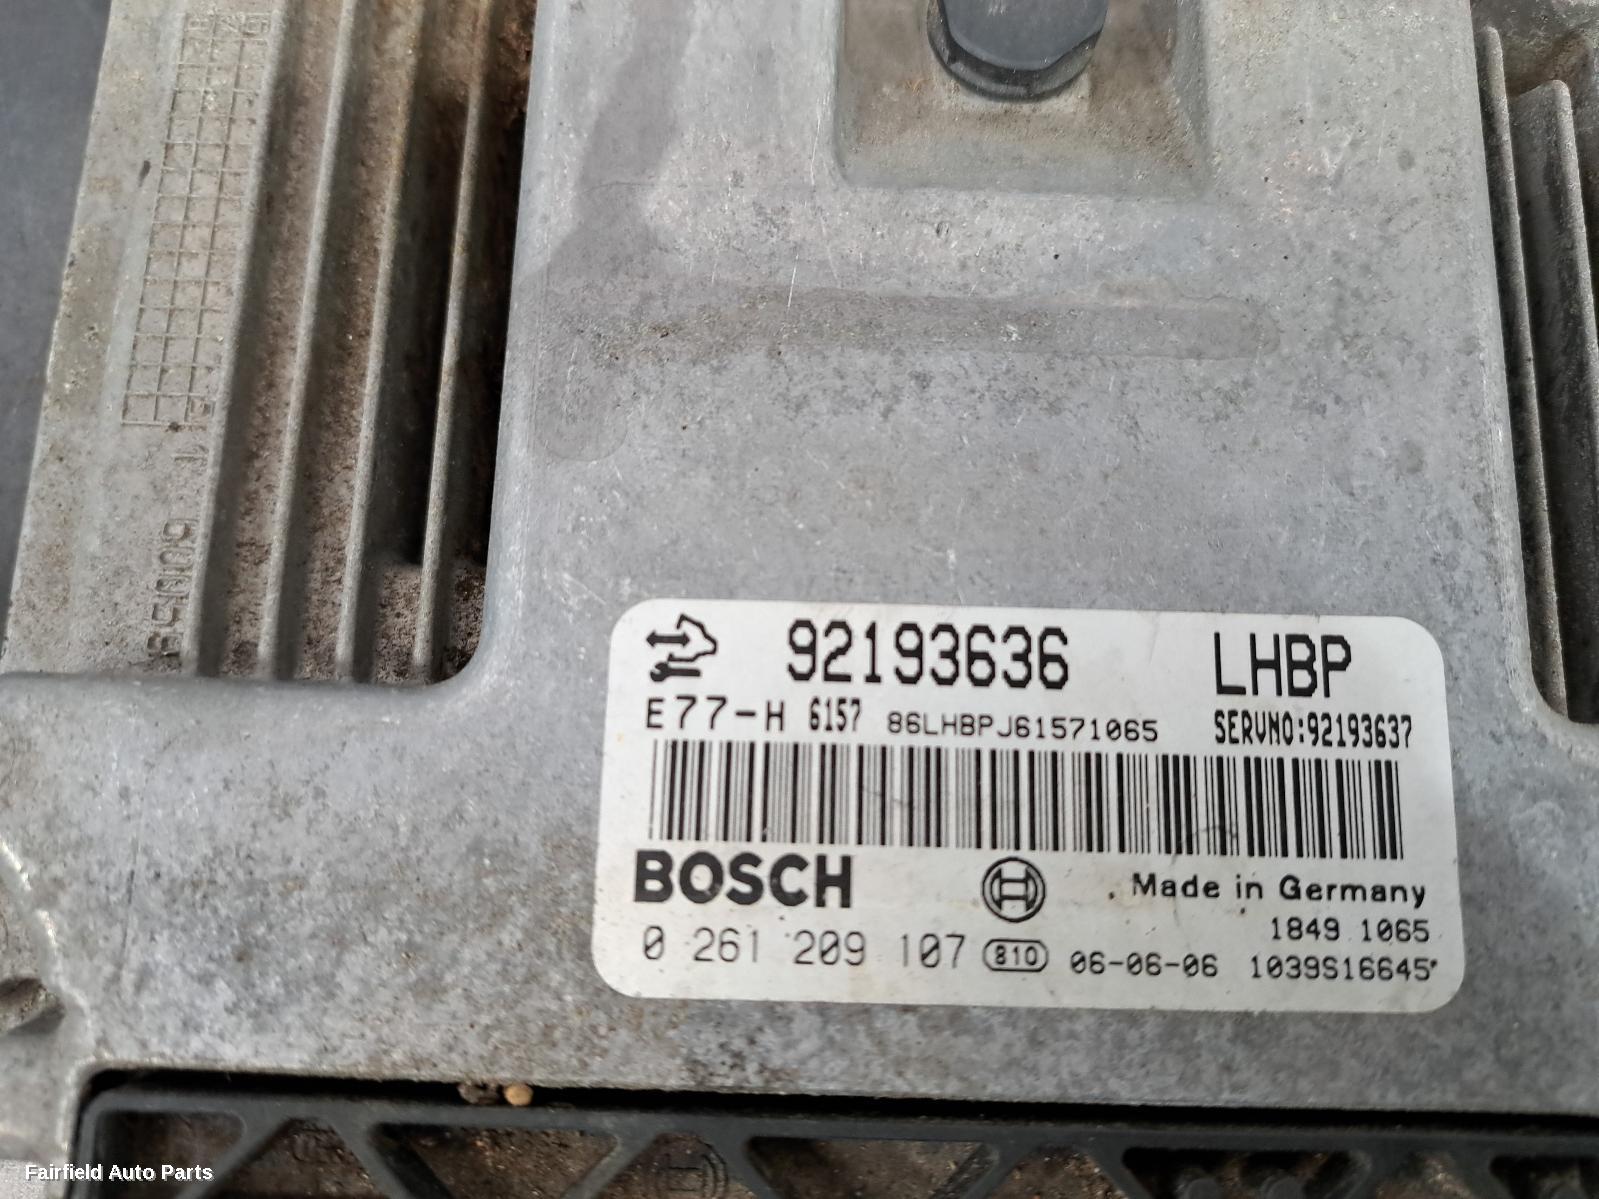 92193636 LHBP
E77-H 6157 86LHBPJ61571065 SERVNO:92193637
BOSCH Made in Germany
1849 1065
0 261 209 107 810 06-06-06 1039S16645
Fairfield Auto Parts